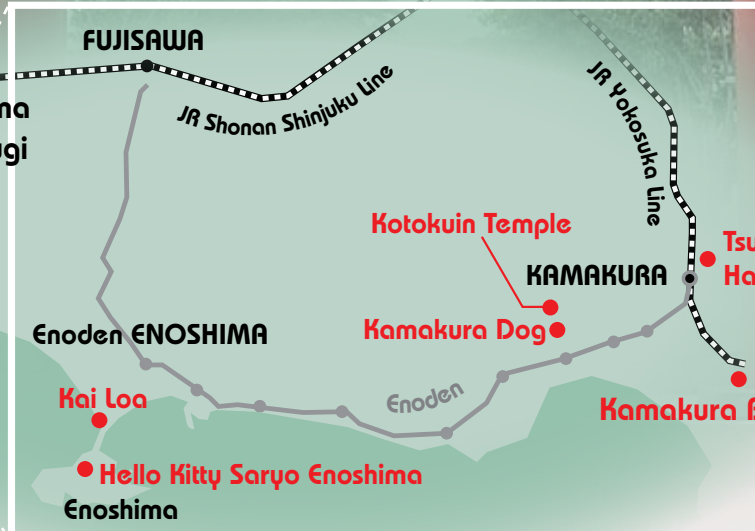 FUJISAWA
JR Shonan Shinjuku Line
JR Yokosuka Line
Kotokuin Temple
KAMAKURA
Kamakura Dog
Enoden ENOSHIMA
Enoden
Kai Loa
Kamakura
Hello Kitty Saryo Enoshima
Enoshima